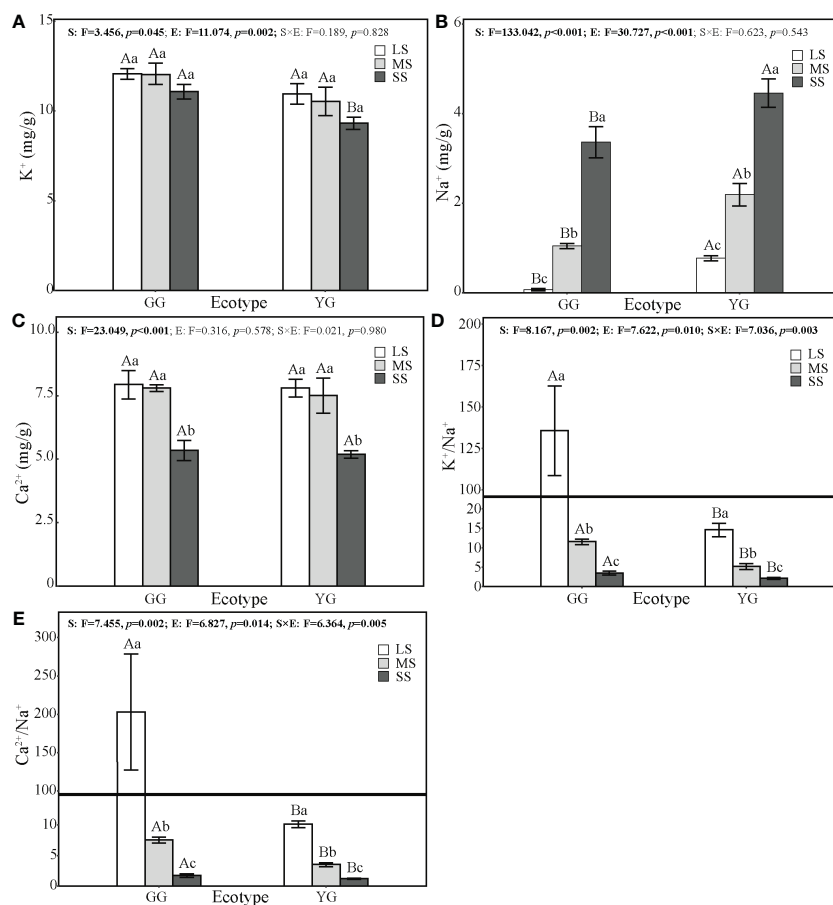 A
S: F=3.456, p=0.045; E: F=11.074, p=0.002; S×E: F=0.189, p=0.828
LS
MS
SS
15
10
5
0
K⁺ (mg/g)
Aa
Aa
Aa
Aa
Aa
Ba
GG
Ecotype
YG
B
S: F=133.042, p<0.001; E: F=30.727, p<0.001; S×E: F=0.623, p=0.543
LS
MS
SS
6
4
2
0
Na⁺ (mg/g)
Bc
Bb
Ba
Ac
Ab
Aa
GG
Ecotype
YG
C
S: F=23.049, p<0.001; E: F=0.316, p=0.578; S×E: F=0.021, p=0.980
LS
MS
SS
10.0
7.5
5.0
2.5
0
Ca²⁺ (mg/g)
Aa
Aa
Ab
Aa
Aa
Ab
GG
Ecotype
YG
D
S: F=8.167, p=0.002; E: F=7.622, p=0.010; S×E: F=7.036, p=0.003
LS
MS
SS
200
175
150
125
100
20
15
10
5
0
K⁺/Na⁺
Aa
Ab
Ac
Ba
Bb
Bc
GG
Ecotype
YG
E
S: F=7.455, p=0.002; E: F=6.827, p=0.014; S×E: F=6.364, p=0.005
LS
MS
SS
300
250
200
150
100
10
5
0
Ca²⁺/Na⁺
Aa
Ab
Ac
Ba
Bb
Bc
GG
Ecotype
YG